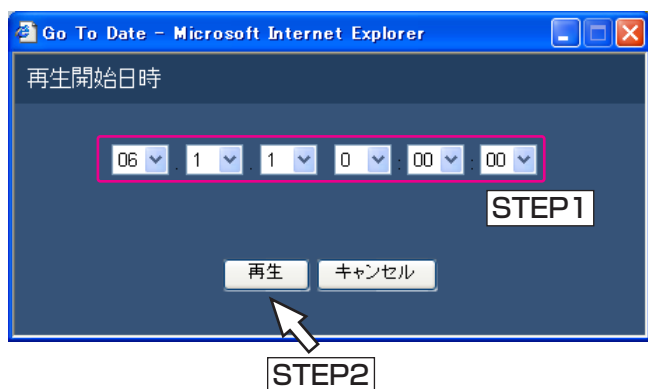 Go To Date - Microsoft Internet Explorer
再生開始日時
06 . 1 . 1 0 : 00 : 00
STEP1
再生 キャンセル
STEP2